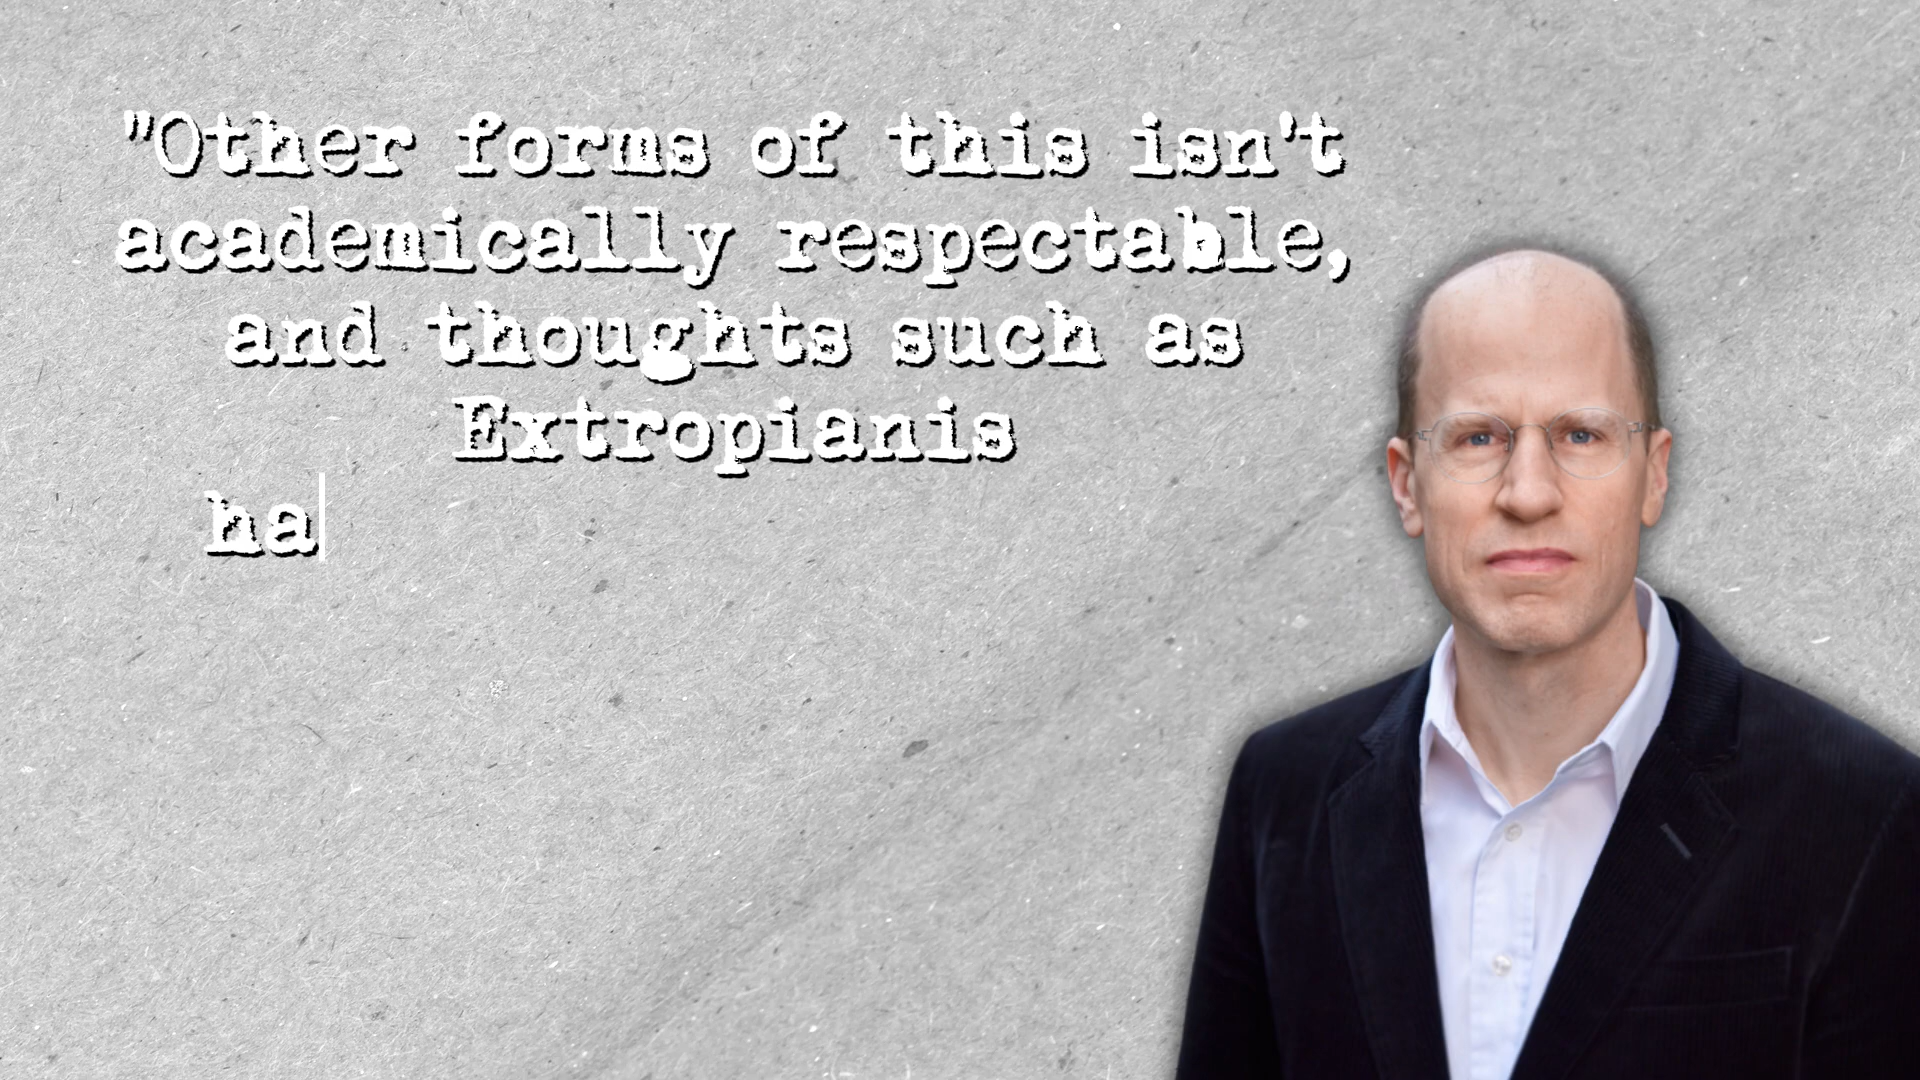 "Other forms of this isn't
academically respectable,
and thoughts such as
Extropianis
ha